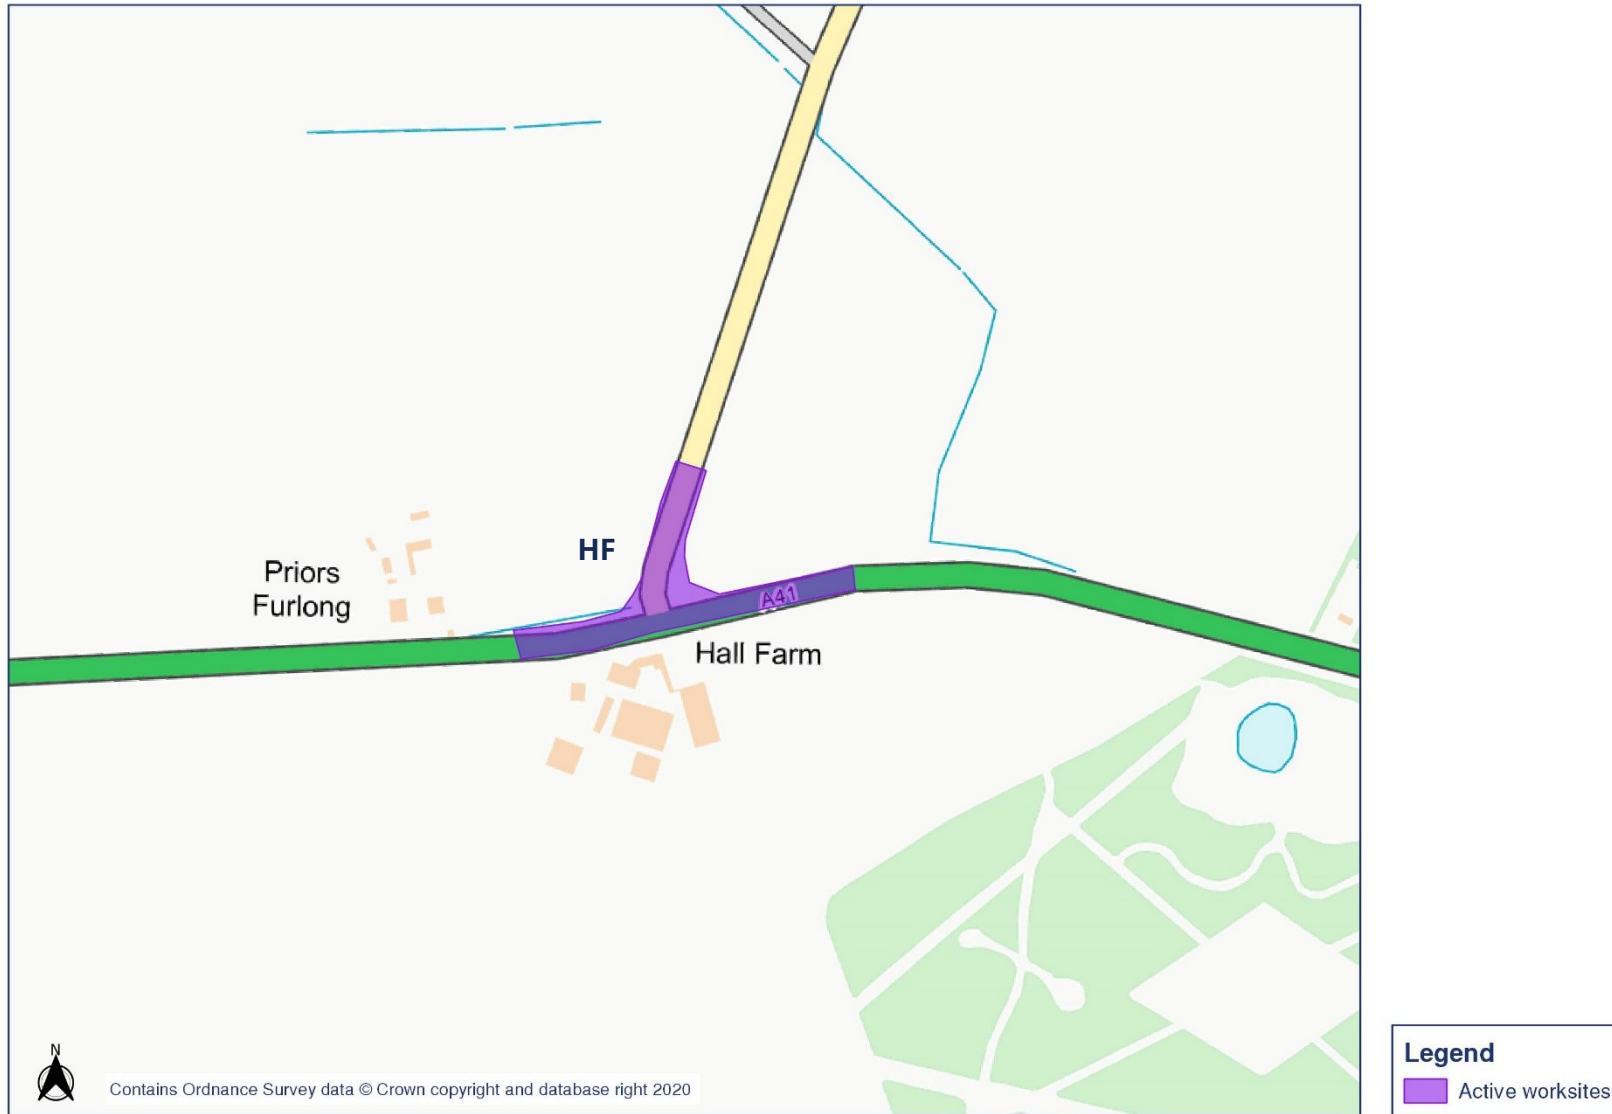 HF
Priors
Furlong
A41
Hall Farm
N
Contains Ordnance Survey data © Crown copyright and database right 2020
Legend
Active worksites